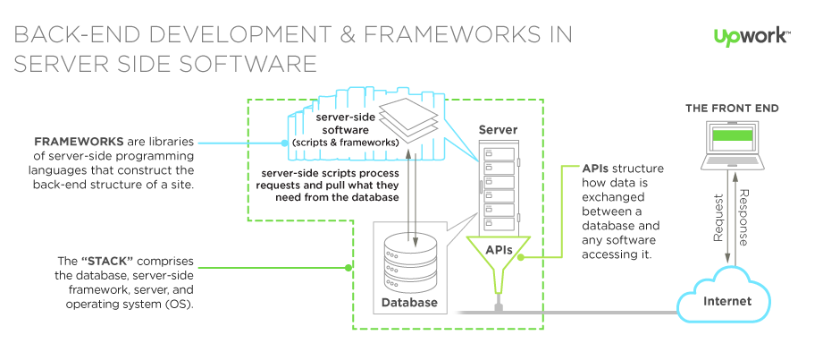 BACK-END DEVELOPMENT & FRAMEWORKS IN
SERVER SIDE SOFTWARE
Upwork™
FRAMEWORKS are libraries
of server-side programming
languages that construct the
back-end structure of a site.
The “STACK” comprises
the database, server-side
framework, server, and
operating system (OS).
server-side
software
(scripts & frameworks)
server-side scripts process
requests and pull what they
need from the database
Database
Server
APIs
APIs structure
how data is
exchanged
between a
database and
any software
accessing it.
THE FRONT END
Request
Response
Internet